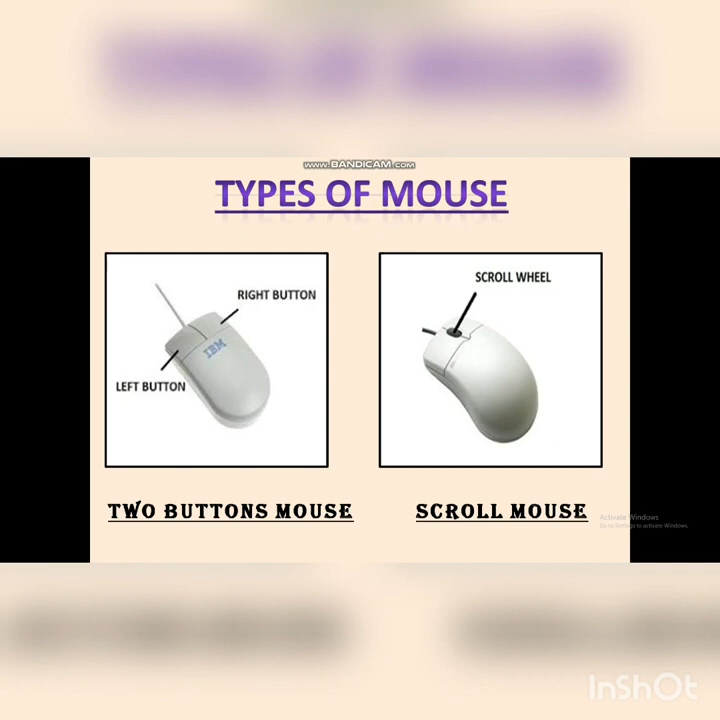 www.BANDICAM.com
TYPES OF MOUSE
RIGHT BUTTON
IBM
LEFT BUTTON
SCROLL WHEEL
TWO BUTTONS MOUSE
SCROLL MOUSE
Activate Windows
Go to Settings to activate Windows.
InShOt